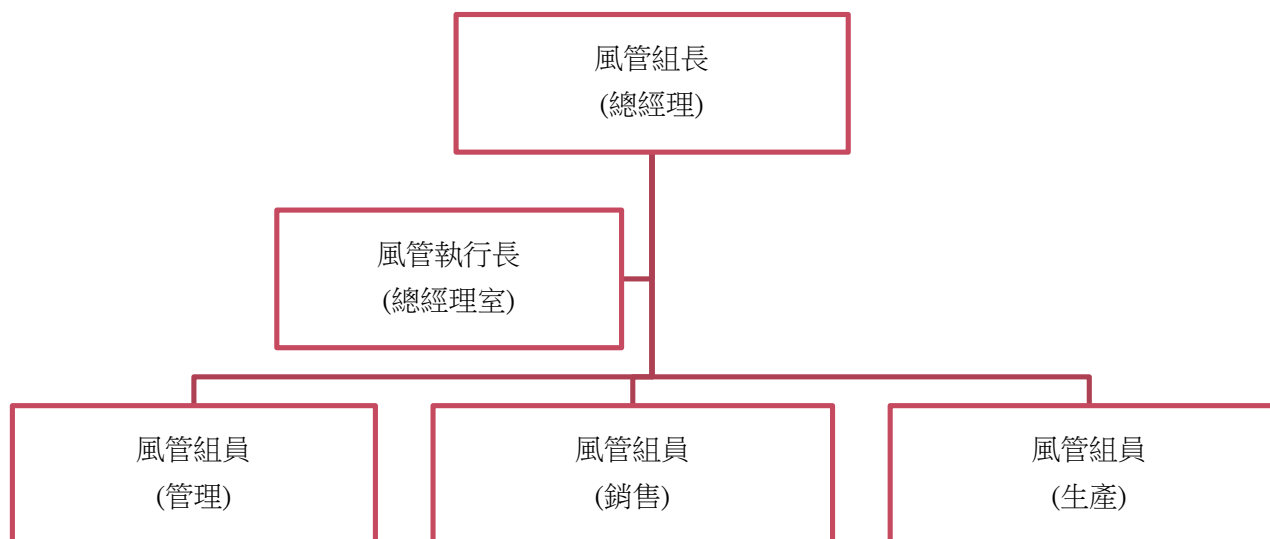 風管組長
(總經理)
風管執行長
(總經理室)
風管組員
(管理)
風管組員
(銷售)
風管組員
(生產)